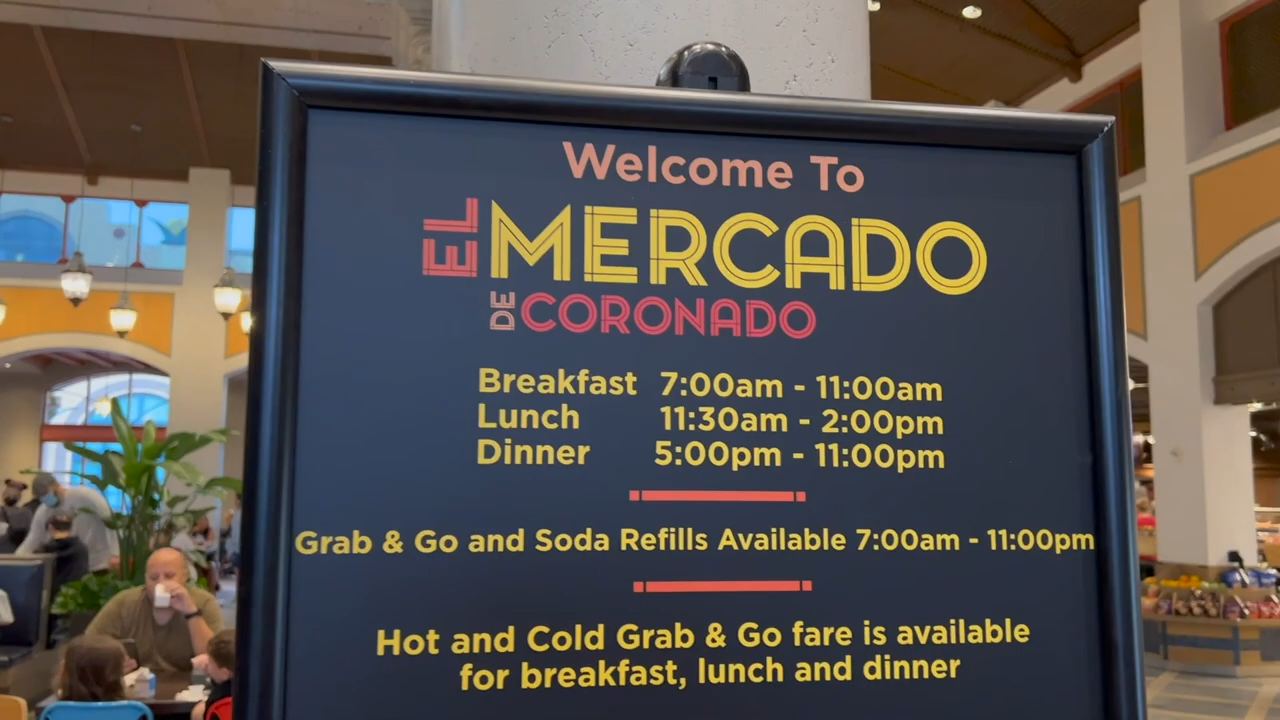 Welcome To
EL MERCADO
DE CORONADO
Breakfast 7:00am - 11:00am
Lunch 11:30am - 2:00pm
Dinner 5:00pm - 11:00pm
Grab & Go and Soda Refills Available 7:00am - 11:00pm
Hot and Cold Grab & Go fare is available
for breakfast, lunch and dinner